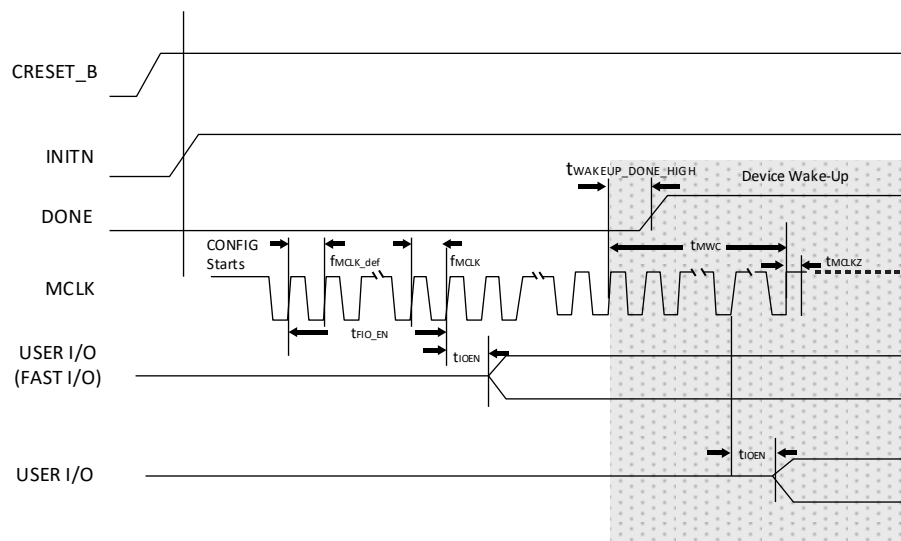 CRESET_B
INITN
tWAKEUP_DONE_HIGH
Device Wake-Up
DONE
CONFIG
Starts
fMCLK_def
fMCLK
tMWC
tMCLKZ
MCLK
tFIO_EN
USER I/O
(FAST I/O)
tIOEN
USER I/O
tIOEN